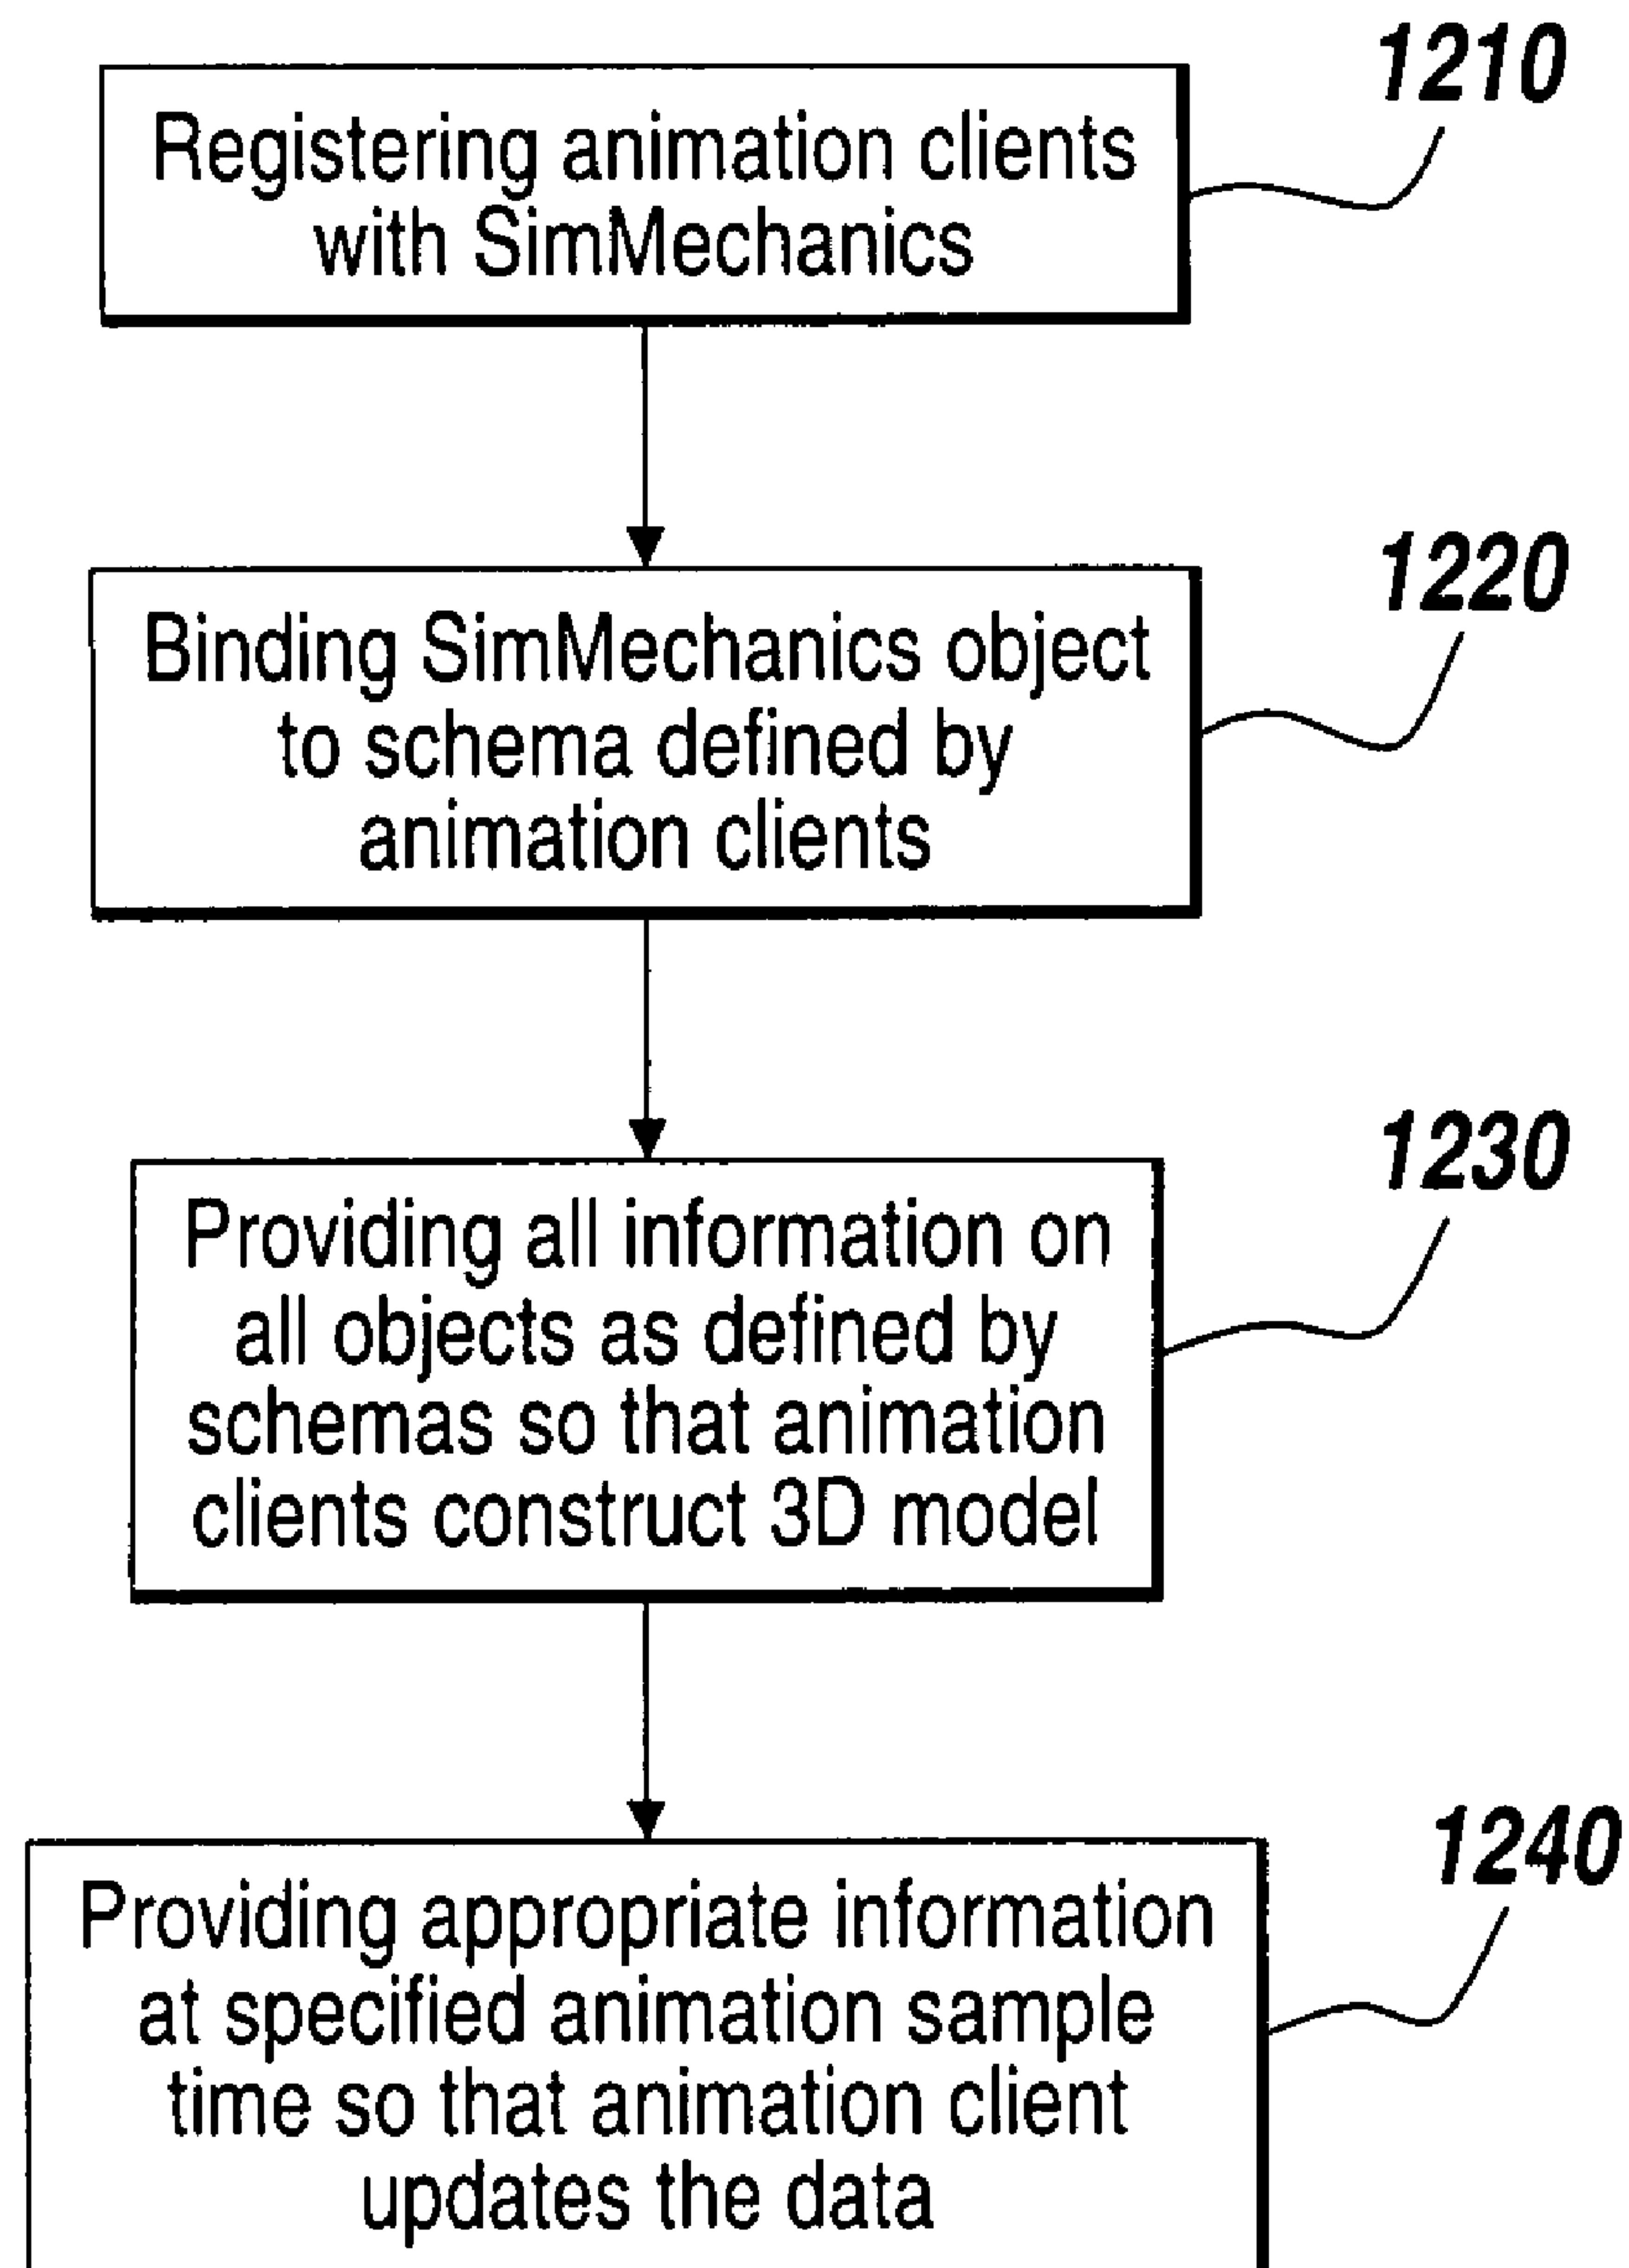 1210
Registering animation clients
with SimMechanics
1220
Binding SimMechanics object
to schema defined by
animation clients
1230
Providing all information on
all objects as defined by
schemas so that animation
clients construct 3D model
1240
Providing appropriate information
at specified animation sample
time so that animation client
updates the data